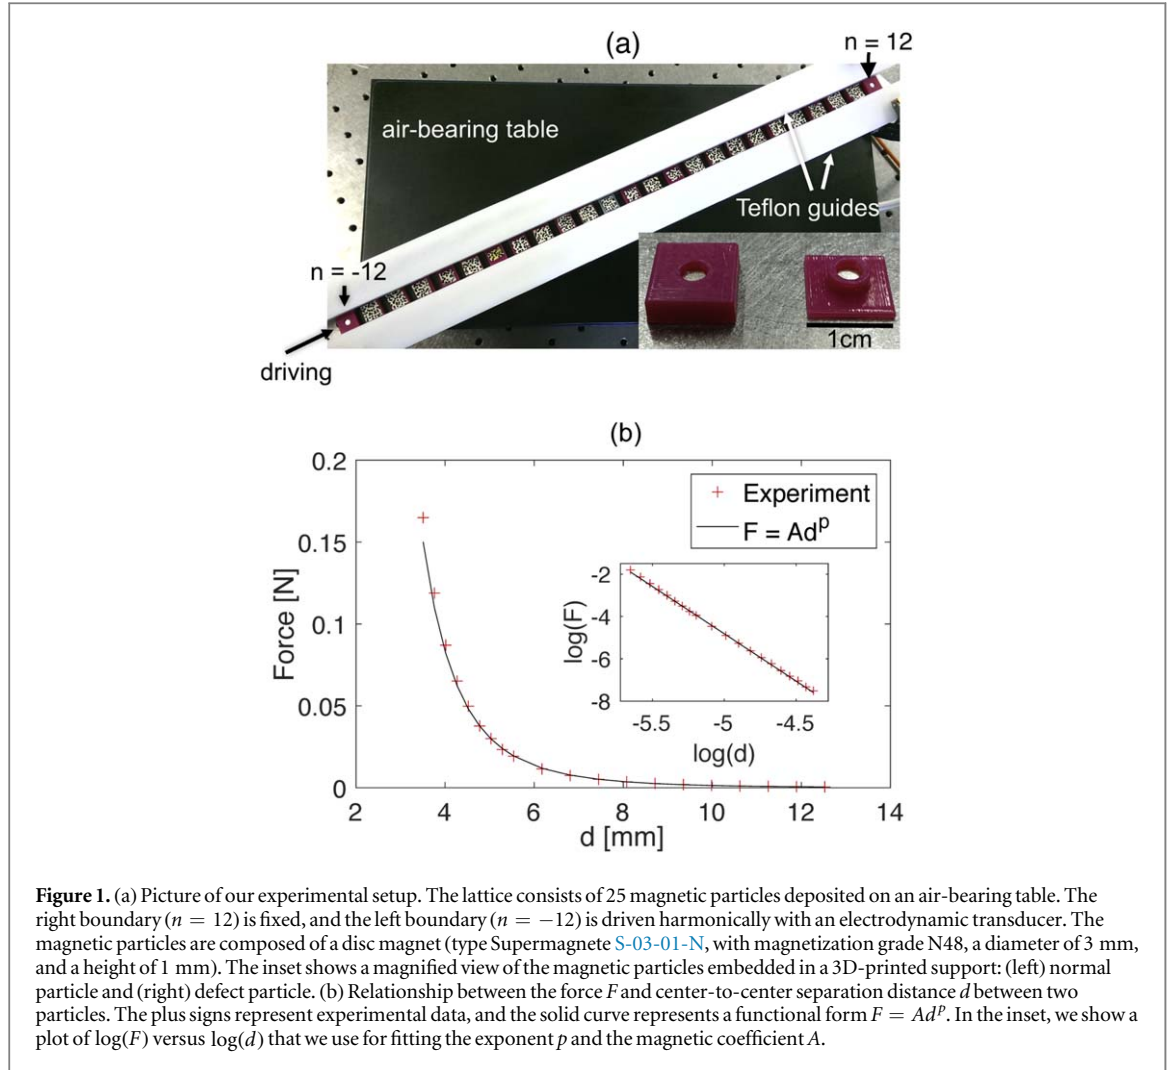 (a)
n = 12
air-bearing table
Teflon guides
n = -12
1cm
driving
(b)
0.2
Experiment
F = Ad^p
0.15
-2
Force [N]
0.1
log(F)
-4
-6
0.05
-8
-5.5 -5 -4.5
log(d)
0
2 4 6 8 10 12 14
d [mm]
Figure 1. (a) Picture of our experimental setup. The lattice consists of 25 magnetic particles deposited on an air-bearing table. The
right boundary (n = 12) is fixed, and the left boundary (n = −12) is driven harmonically with an electrodynamic transducer. The
magnetic particles are composed of a disc magnet (type Supermagnete S-03-01-N, with magnetization grade N48, a diameter of 3 mm,
and a height of 1 mm). The inset shows a magnified view of the magnetic particles embedded in a 3D-printed support: (left) normal
particle and (right) defect particle. (b) Relationship between the force F and center-to-center separation distance d between two
particles. The plus signs represent experimental data, and the solid curve represents a functional form F = Ad^p. In the inset, we show a
plot of log(F) versus log(d) that we use for fitting the exponent p and the magnetic coefficient A.